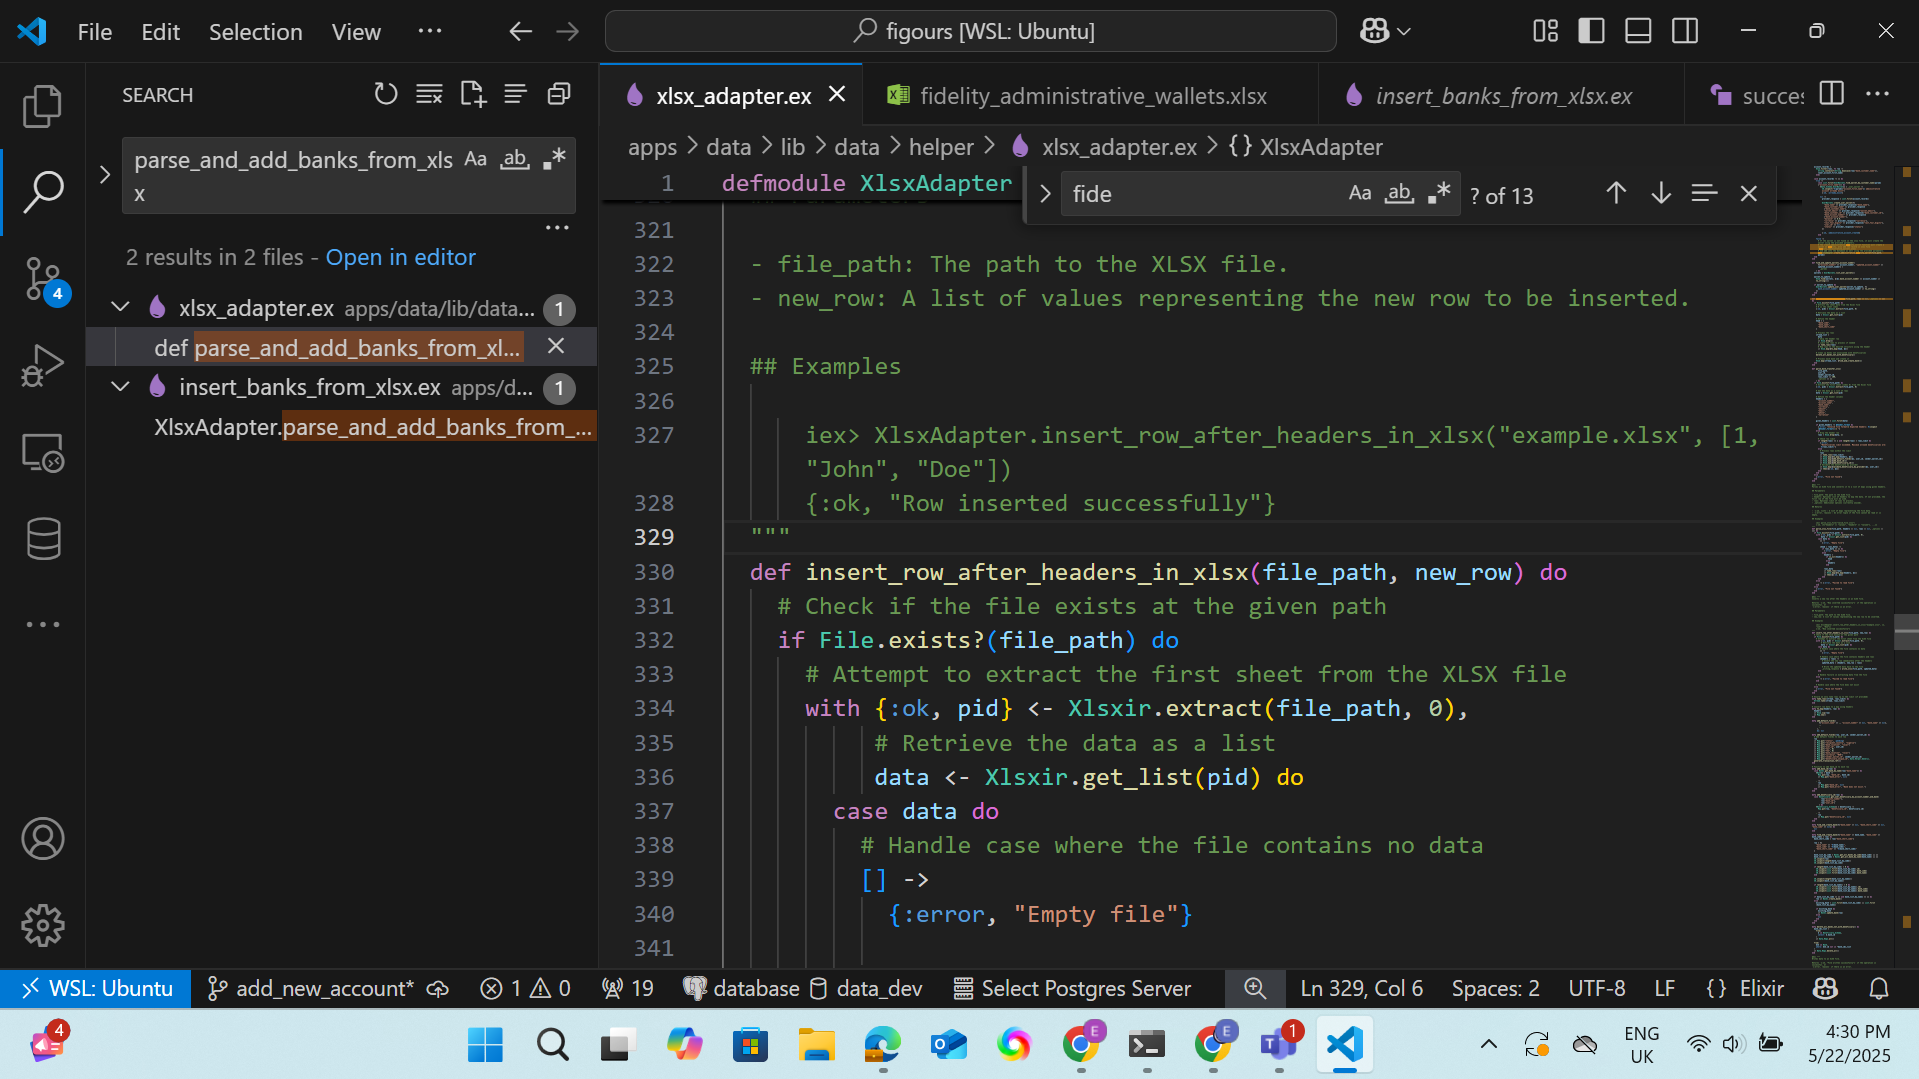 File Edit Selection View ...
figours [WSL: Ubuntu]
SEARCH
parse_and_add_banks_from_xls
x
Aa ab
2 results in 2 files - Open in editor
xlsx_adapter.ex apps/data/lib/data... 1
def parse_and_add_banks_from_xl...
insert_banks_from_xlsx.ex apps/d... 1
XlsxAdapter.parse_and_add_banks_from_...
4
xlsx_adapter.ex
fidelity_administrative_wallets.xlsx
insert_banks_from_xlsx.ex
succes
apps > data > lib > data > helper > xlsx_adapter.ex > {} XlsxAdapter
fide Aa ab ? of 13
1 defmodule XlsxAdapter
321
322 - file_path: The path to the XLSX file.
323 - new_row: A list of values representing the new row to be inserted.
324
325 ## Examples
326
327 iex> XlsxAdapter.insert_row_after_headers_in_xlsx("example.xlsx", [1,
"John", "Doe"])
328 {:ok, "Row inserted successfully"}
329 """
330 def insert_row_after_headers_in_xlsx(file_path, new_row) do
331 # Check if the file exists at the given path
332 if File.exists?(file_path) do
333 # Attempt to extract the first sheet from the XLSX file
334 with {:ok, pid} <- Xlsxir.extract(file_path, 0),
335 # Retrieve the data as a list
336 data <- Xlsxir.get_list(pid) do
337 case data do
338 # Handle case where the file contains no data
339 [] ->
340 {:error, "Empty file"}
341
WSL: Ubuntu add_new_account* 1 0 19 database data_dev Select Postgres Server Ln 329, Col 6 Spaces: 2 UTF-8 LF {} Elixir
4
E
E
1
ENG
UK
4:30 PM
5/22/2025